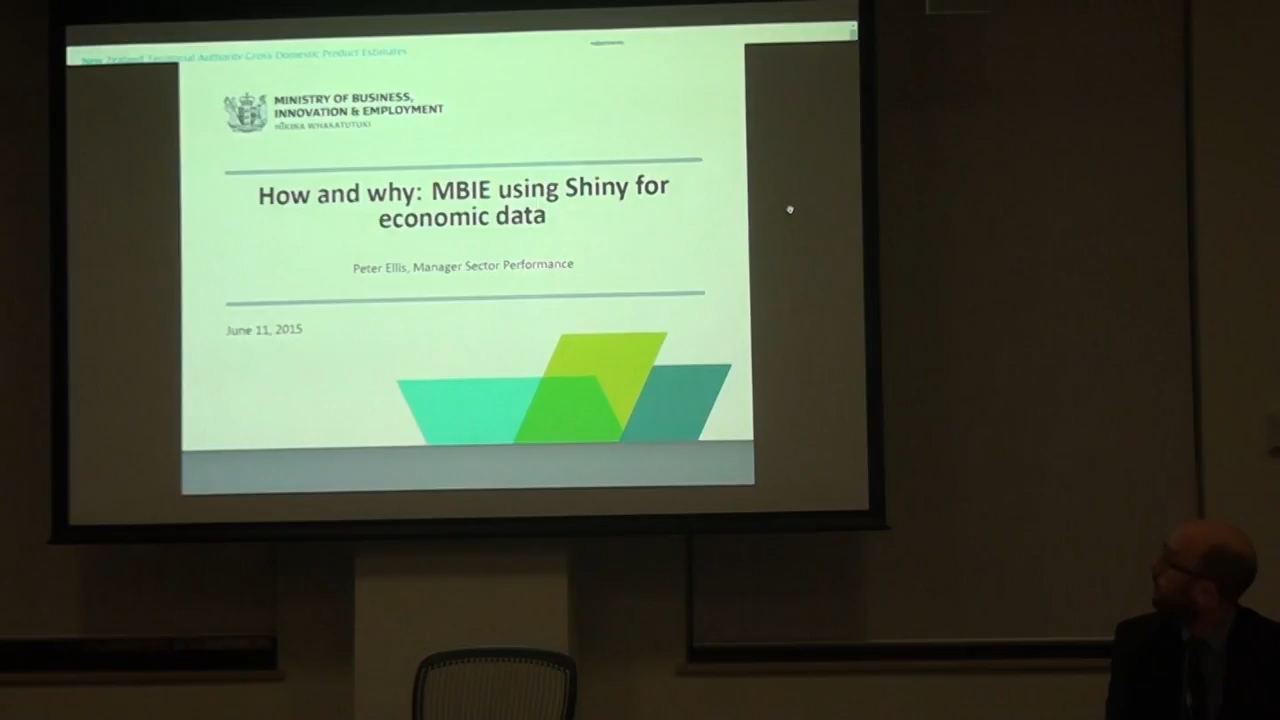 New Zealand Territorial Authority Gross Domestic Product Estimates
MINISTRY OF BUSINESS,
INNOVATION & EMPLOYMENT
HĪKINA WHAKATUTUKI
How and why: MBIE using Shiny for
economic data
Peter Ellis, Manager Sector Performance
June 11, 2015